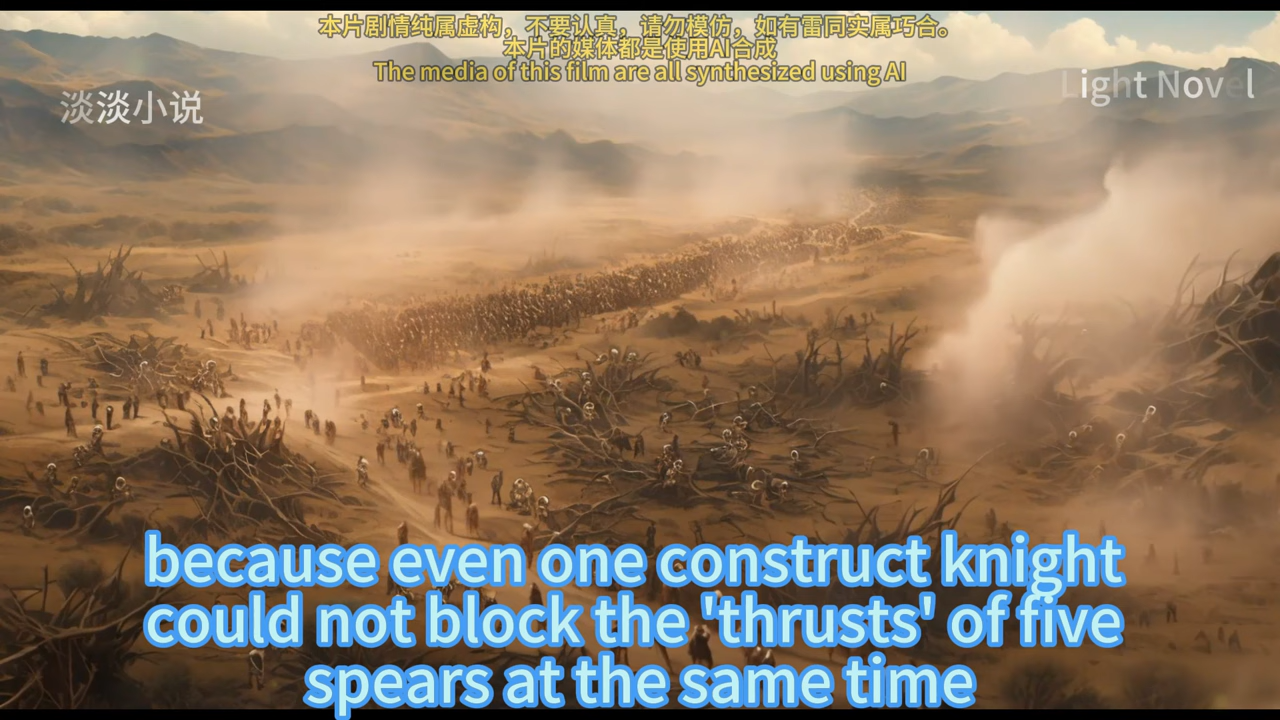 本片剧情纯属虚构，不要认真，请勿模仿，如有雷同实属巧合。
本片的媒体都是使用AI合成
The media of this film are all synthesized using AI
淡淡小说
Light Novel
because even one construct knight
could not block the 'thrusts' of five
spears at the same time